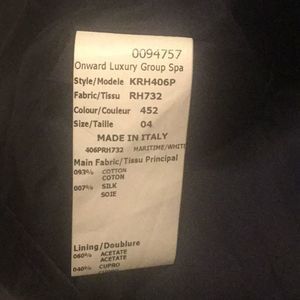 0094757
Onward Luxury Group Spa
Style/Modele KRH406P
Fabric/Tissu RH732
Colour/Couleur 452
Size/Taille 04
MADE IN ITALY
406PRH732 MARITIME/WHITE
Main Fabric/Tissu Principal
093% COTTON
COTON
007% SILK
SOIE
Lining/Doublure
060% ACETATE
ACETATE
040% CUPRO